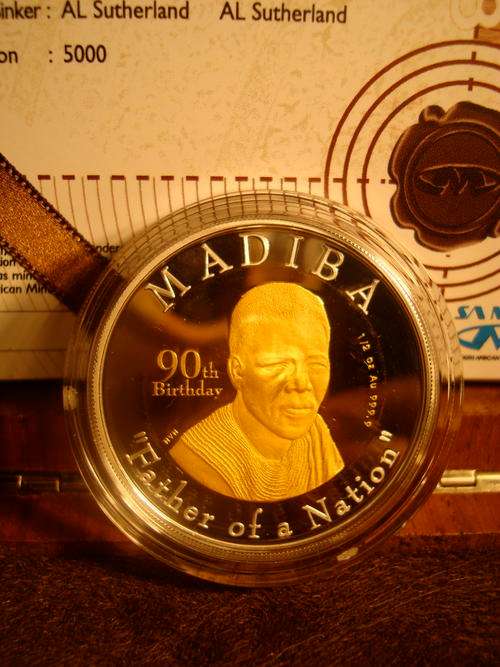 inker : AL Sutherland AL Sutherland
on : 5000
MADIBA
90th
Birthday
1/2 oz Au 999.9
"Father of a Nation"